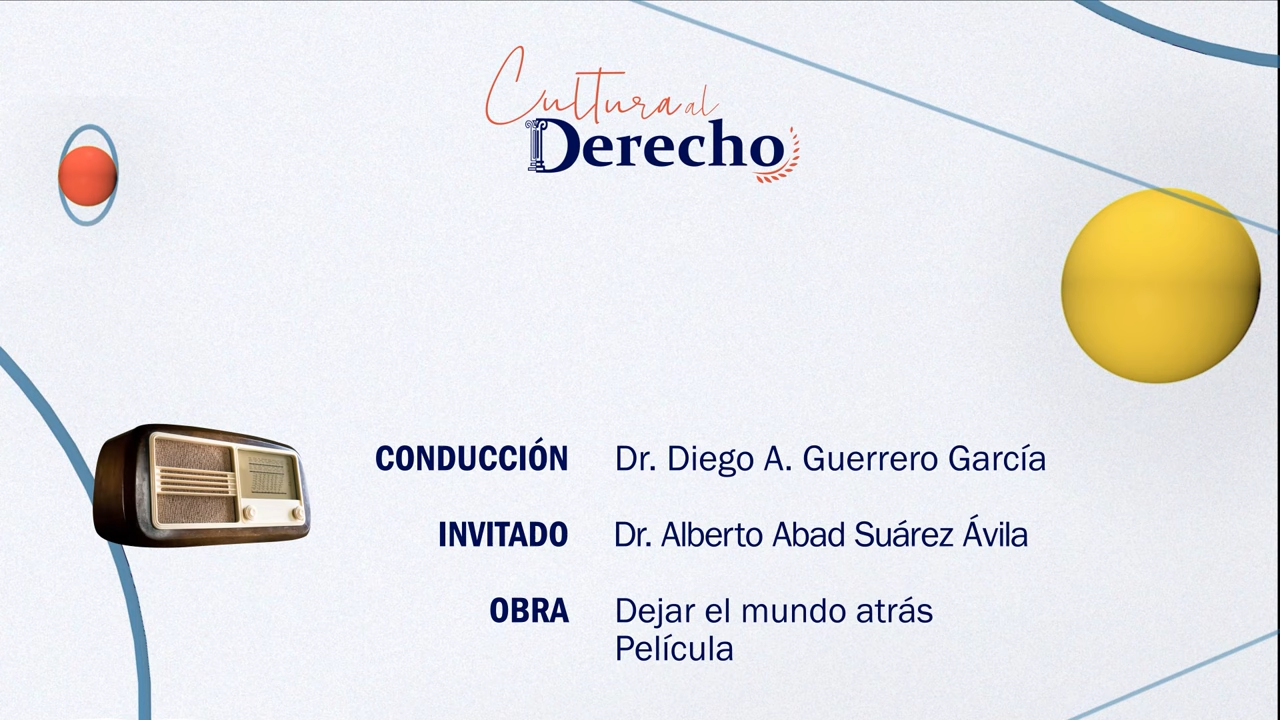 Cultura al
Derecho
CONDUCCIÓN Dr. Diego A. Guerrero García
INVITADO Dr. Alberto Abad Suárez Ávila
OBRA Dejar el mundo atrás
Película